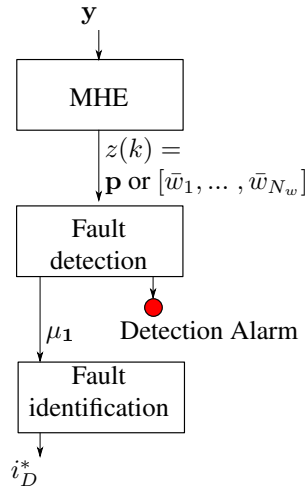 y
MHE
z(k) =
p or [w̄₁, ... , w̄_{N_w}]
Fault
detection
μ₁
Detection Alarm
Fault
identification
i*_D